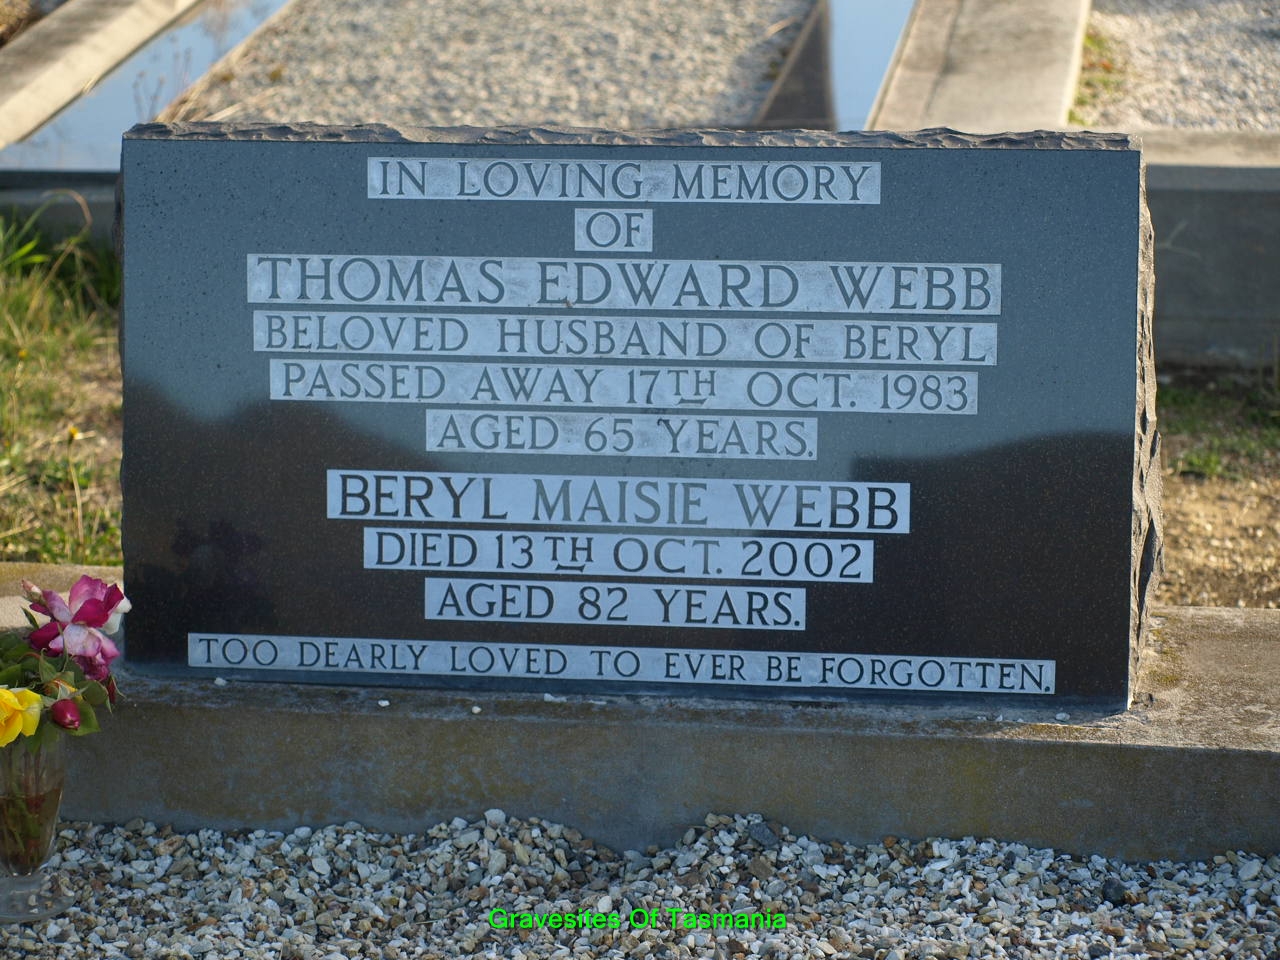 IN LOVING MEMORY
OF
THOMAS EDWARD WEBB
BELOVED HUSBAND OF BERYL
PASSED AWAY 17TH OCT. 1983
AGED 65 YEARS.
BERYL MAISIE WEBB
DIED 13TH OCT. 2002
AGED 82 YEARS.
TOO DEARLY LOVED TO EVER BE FORGOTTEN.
Gravesites Of Tasmania